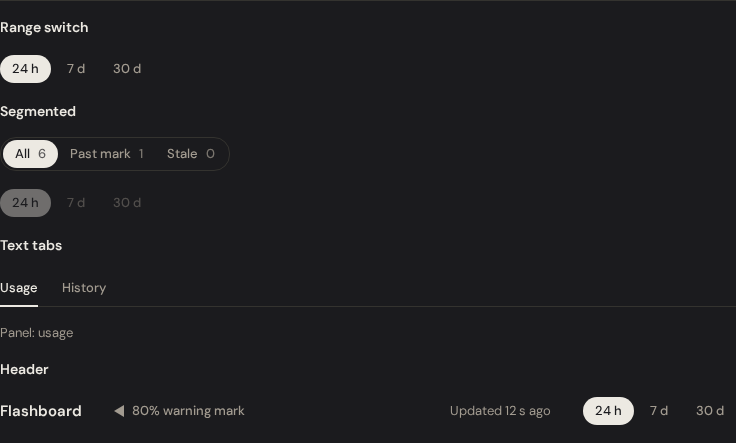 Range switch
24 h 7 d 30 d
Segmented
All 6 Past mark 1 Stale 0
24 h 7 d 30 d
Text tabs
Usage History
Panel: usage
Header
Flashboard 80% warning mark Updated 12 s ago 24 h 7 d 30 d